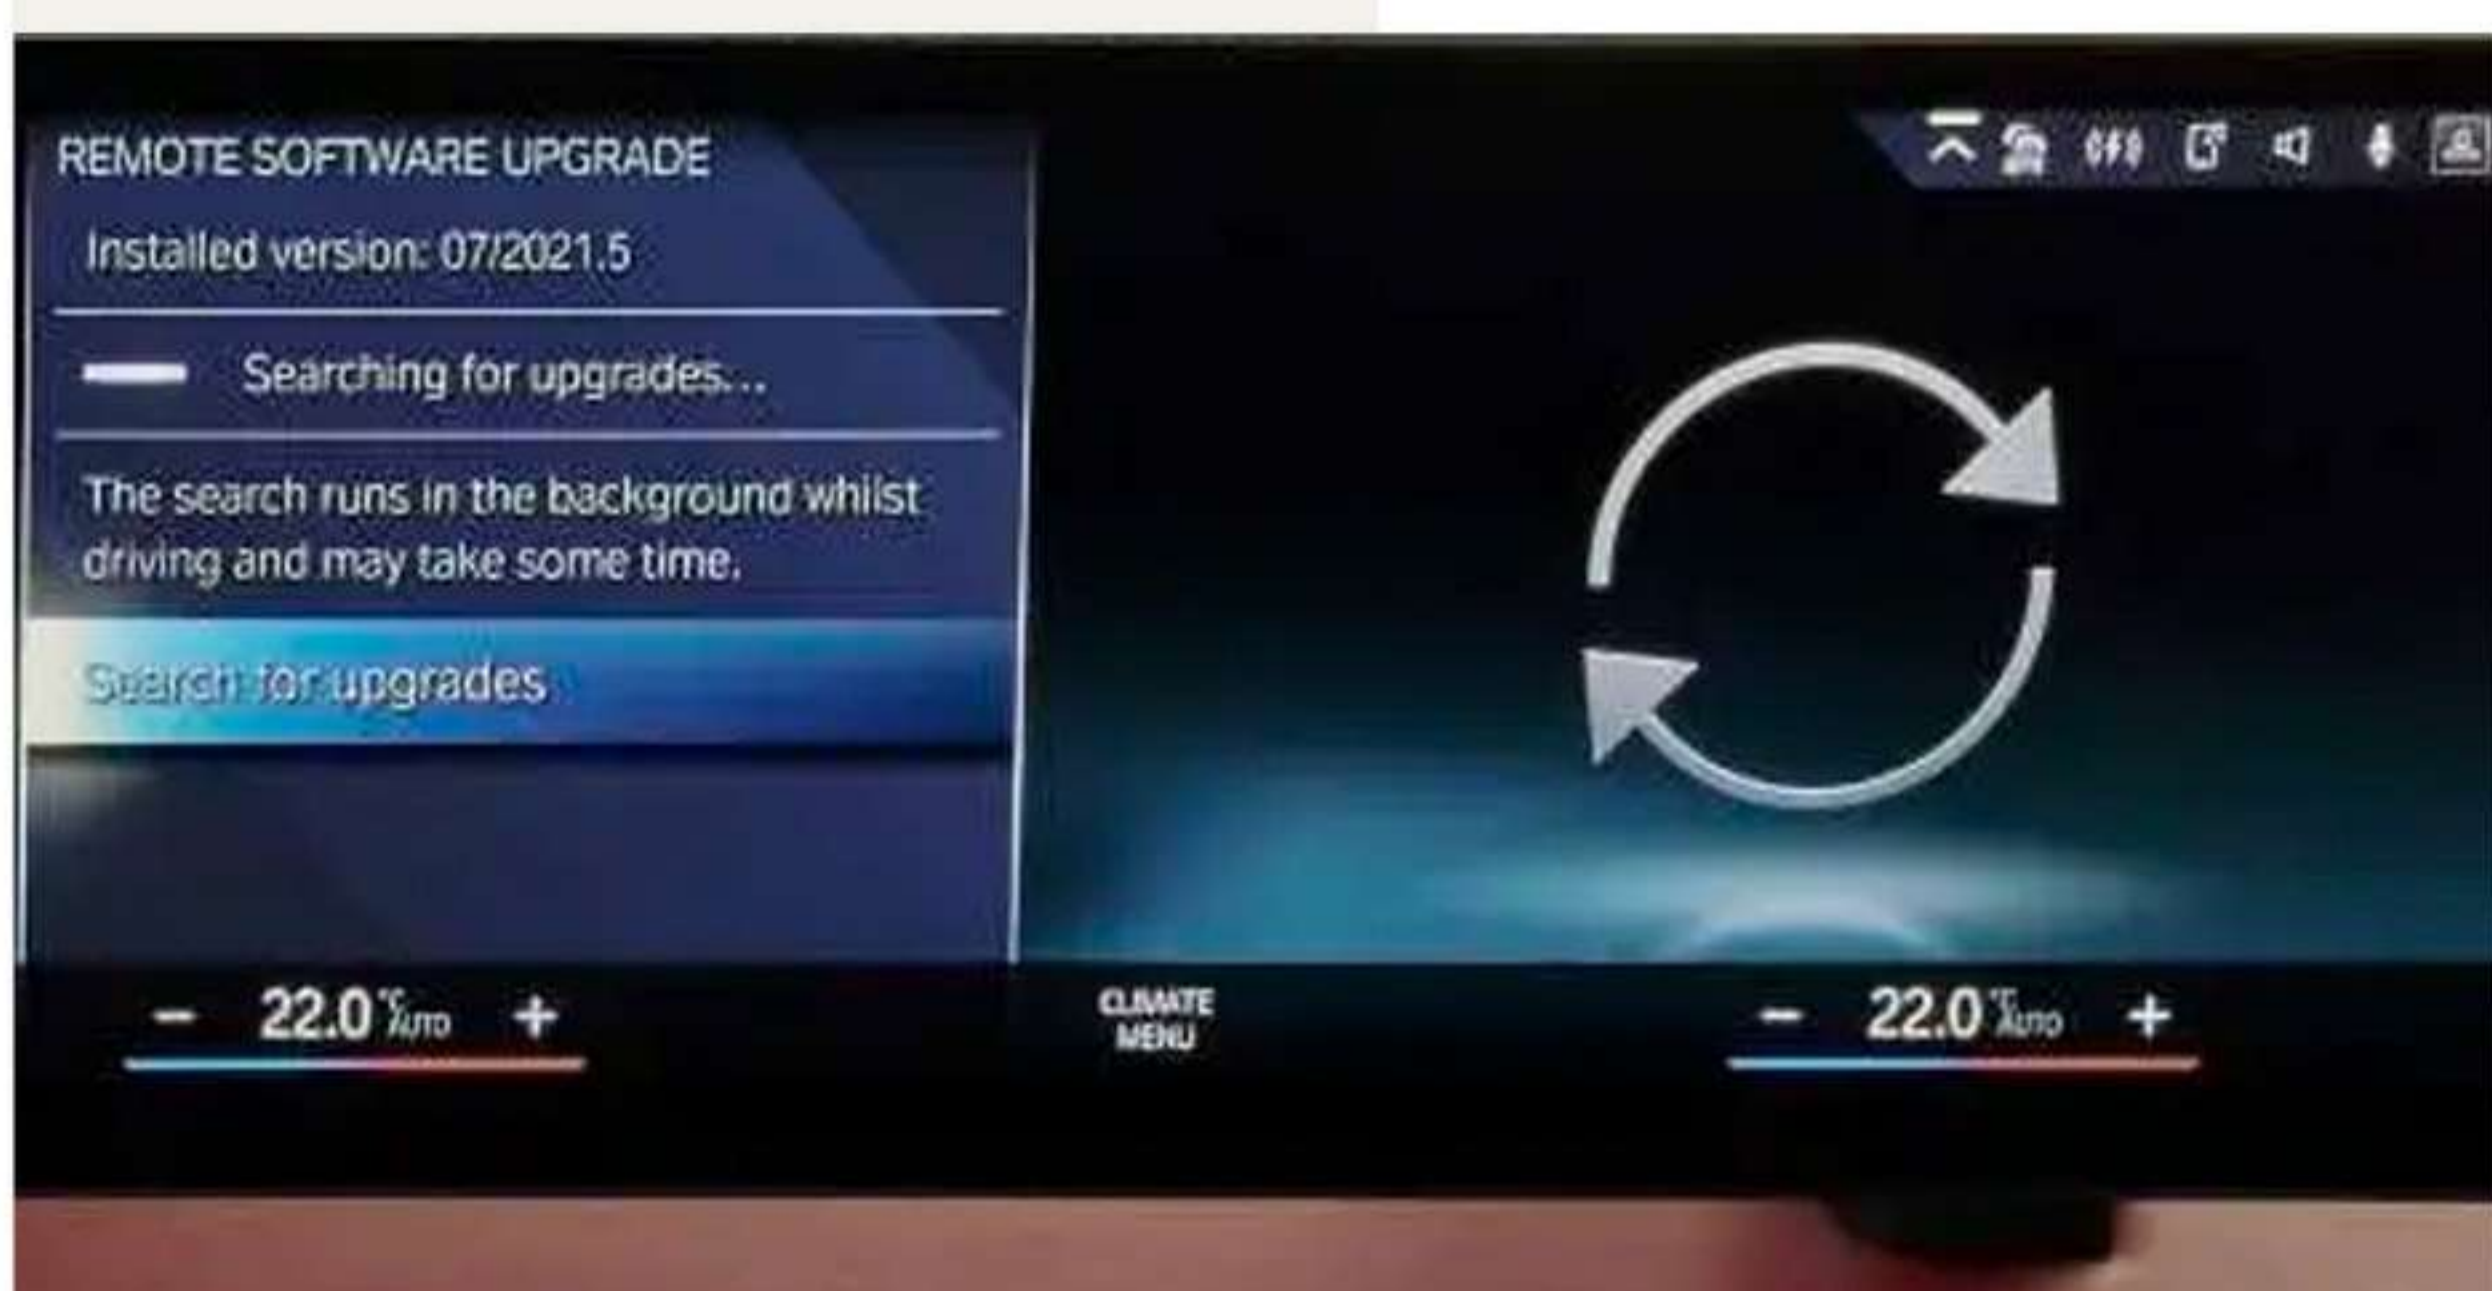 REMOTE SOFTWARE UPGRADE
Installed version: 07/2021.5
Searching for upgrades...
The search runs in the background whilst
driving and may take some time.
Search for upgrades
- 22.0 °C AUTO +
CLIMATE
MENU
- 22.0 °C AUTO +